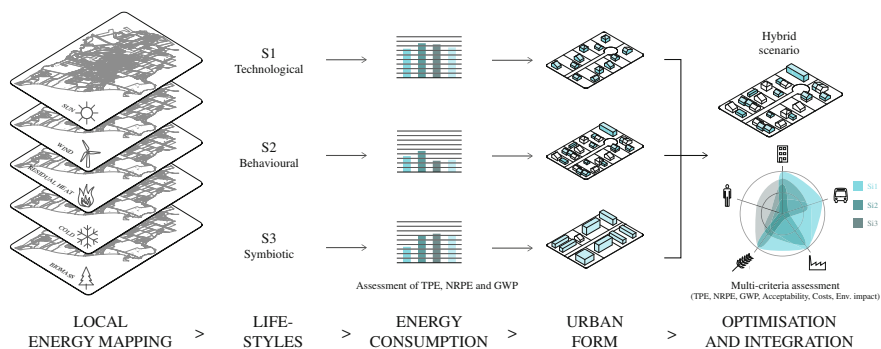 SUN
WIND
RESIDUAL HEAT
COLD
BIOMASS
S1
Technological
S2
Behavioural
S3
Symbiotic
Assessment of TPE, NRPE and GWP
Hybrid
scenario
Si1
Si2
Si3
Multi-criteria assessment
(TPE, NRPE, GWP, Acceptability, Costs, Env. impact)
LOCAL
ENERGY MAPPING
>
LIFE-
STYLES
>
ENERGY
CONSUMPTION
>
URBAN
FORM
>
OPTIMISATION
AND INTEGRATION